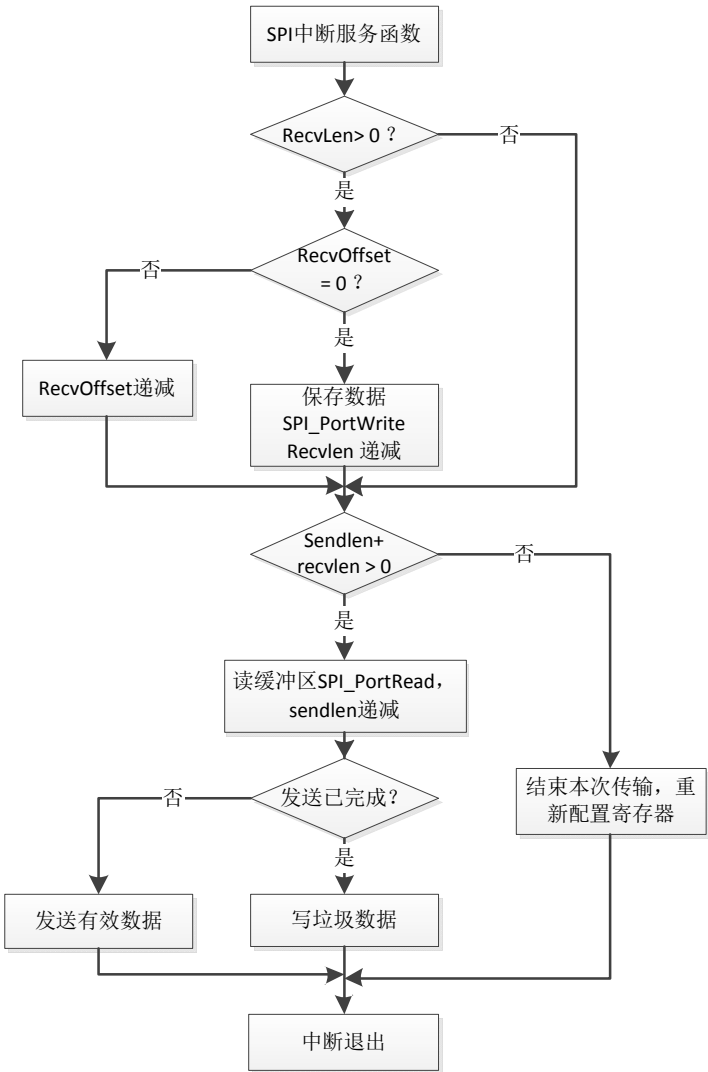 SPI中断服务函数
RecvLen> 0 ?
否
是
RecvOffset
= 0 ?
否
是
RecvOffset递减
保存数据
SPI_PortWrite
Recvlen 递减
Sendlen+
recvlen > 0
否
是
读缓冲区SPI_PortRead，
sendlen递减
发送已完成?
否
是
结束本次传输，重
新配置寄存器
发送有效数据
写垃圾数据
中断退出